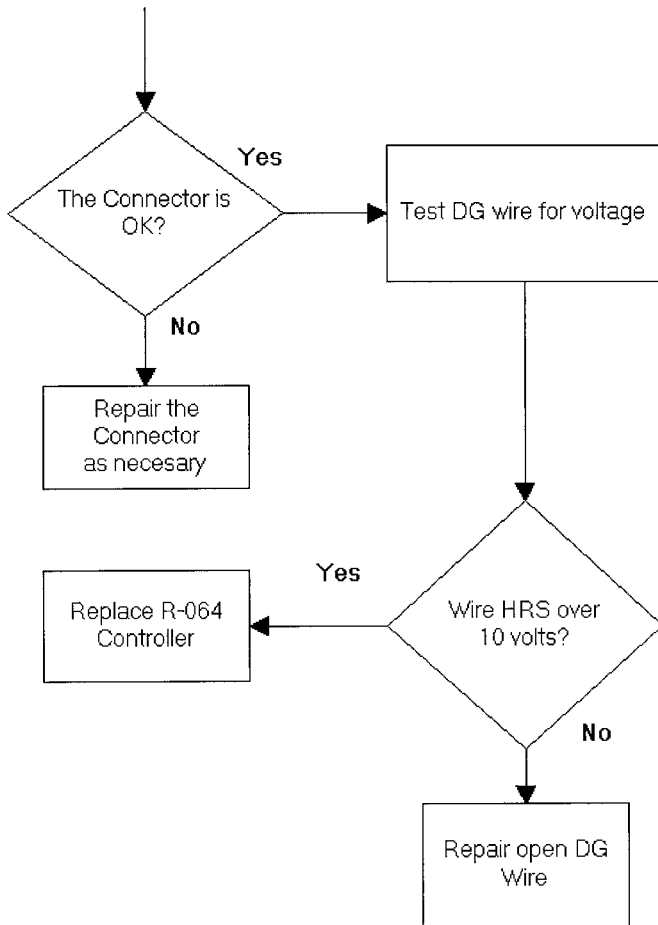 Yes
The Connector is
OK?
Test DG wire for voltage
No
Repair the
Connector
as necesary
Yes
Replace R-064
Controller
Wire HRS over
10 volts?
No
Repair open DG
Wire